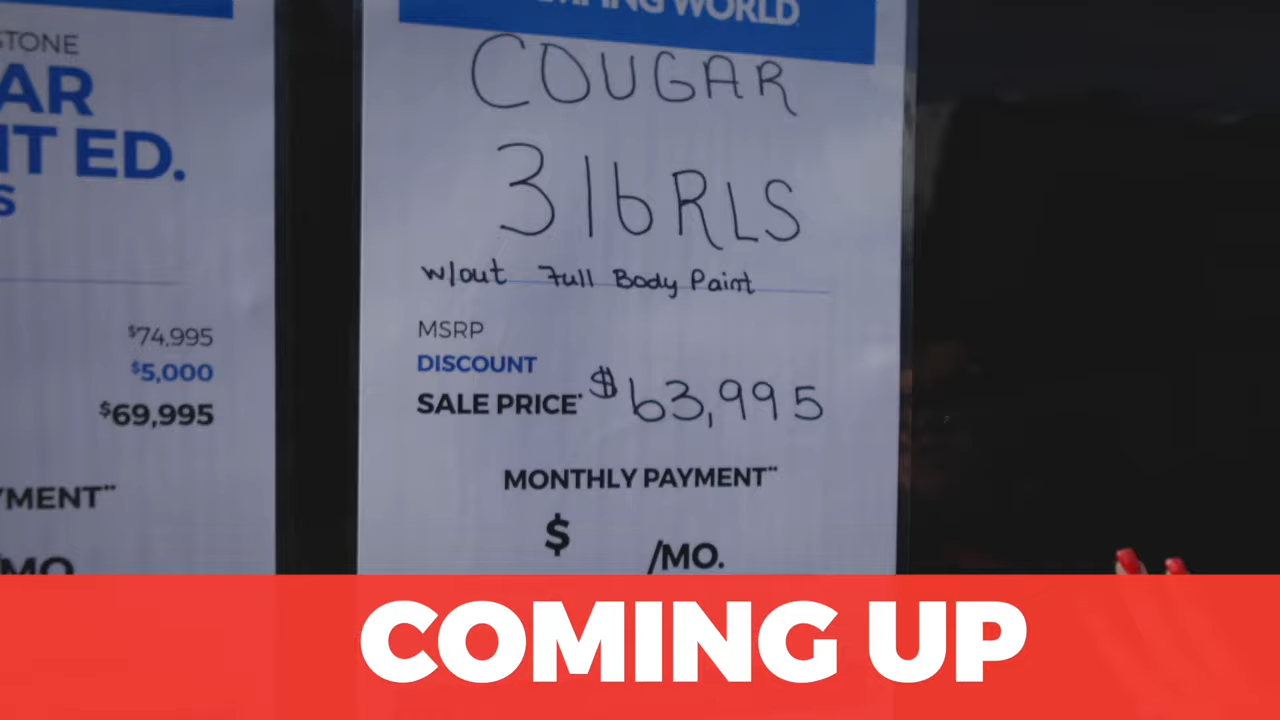 STONE
AR
IT ED.
S
$74,995
$5,000
$69,995
YMENT**
/MO.
WORLD
COUGAR
316RLS
w/out Full Body Paint
MSRP
DISCOUNT
SALE PRICE* $63,995
MONTHLY PAYMENT**
$ /MO.
COMING UP